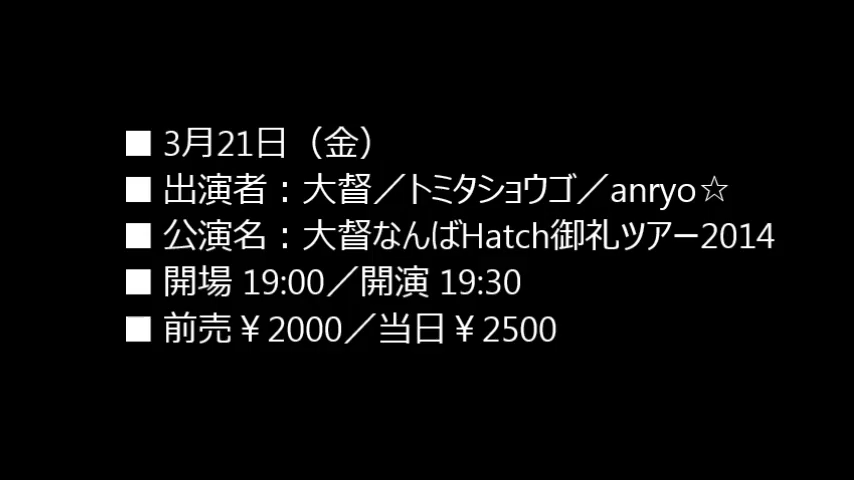 ■ 3月21日（金）
■ 出演者：大督／トミタショウゴ／anryo☆
■ 公演名：大督なんばHatch御礼ツアー2014
■ 開場 19:00／開演 19:30
■ 前売￥2000／当日￥2500